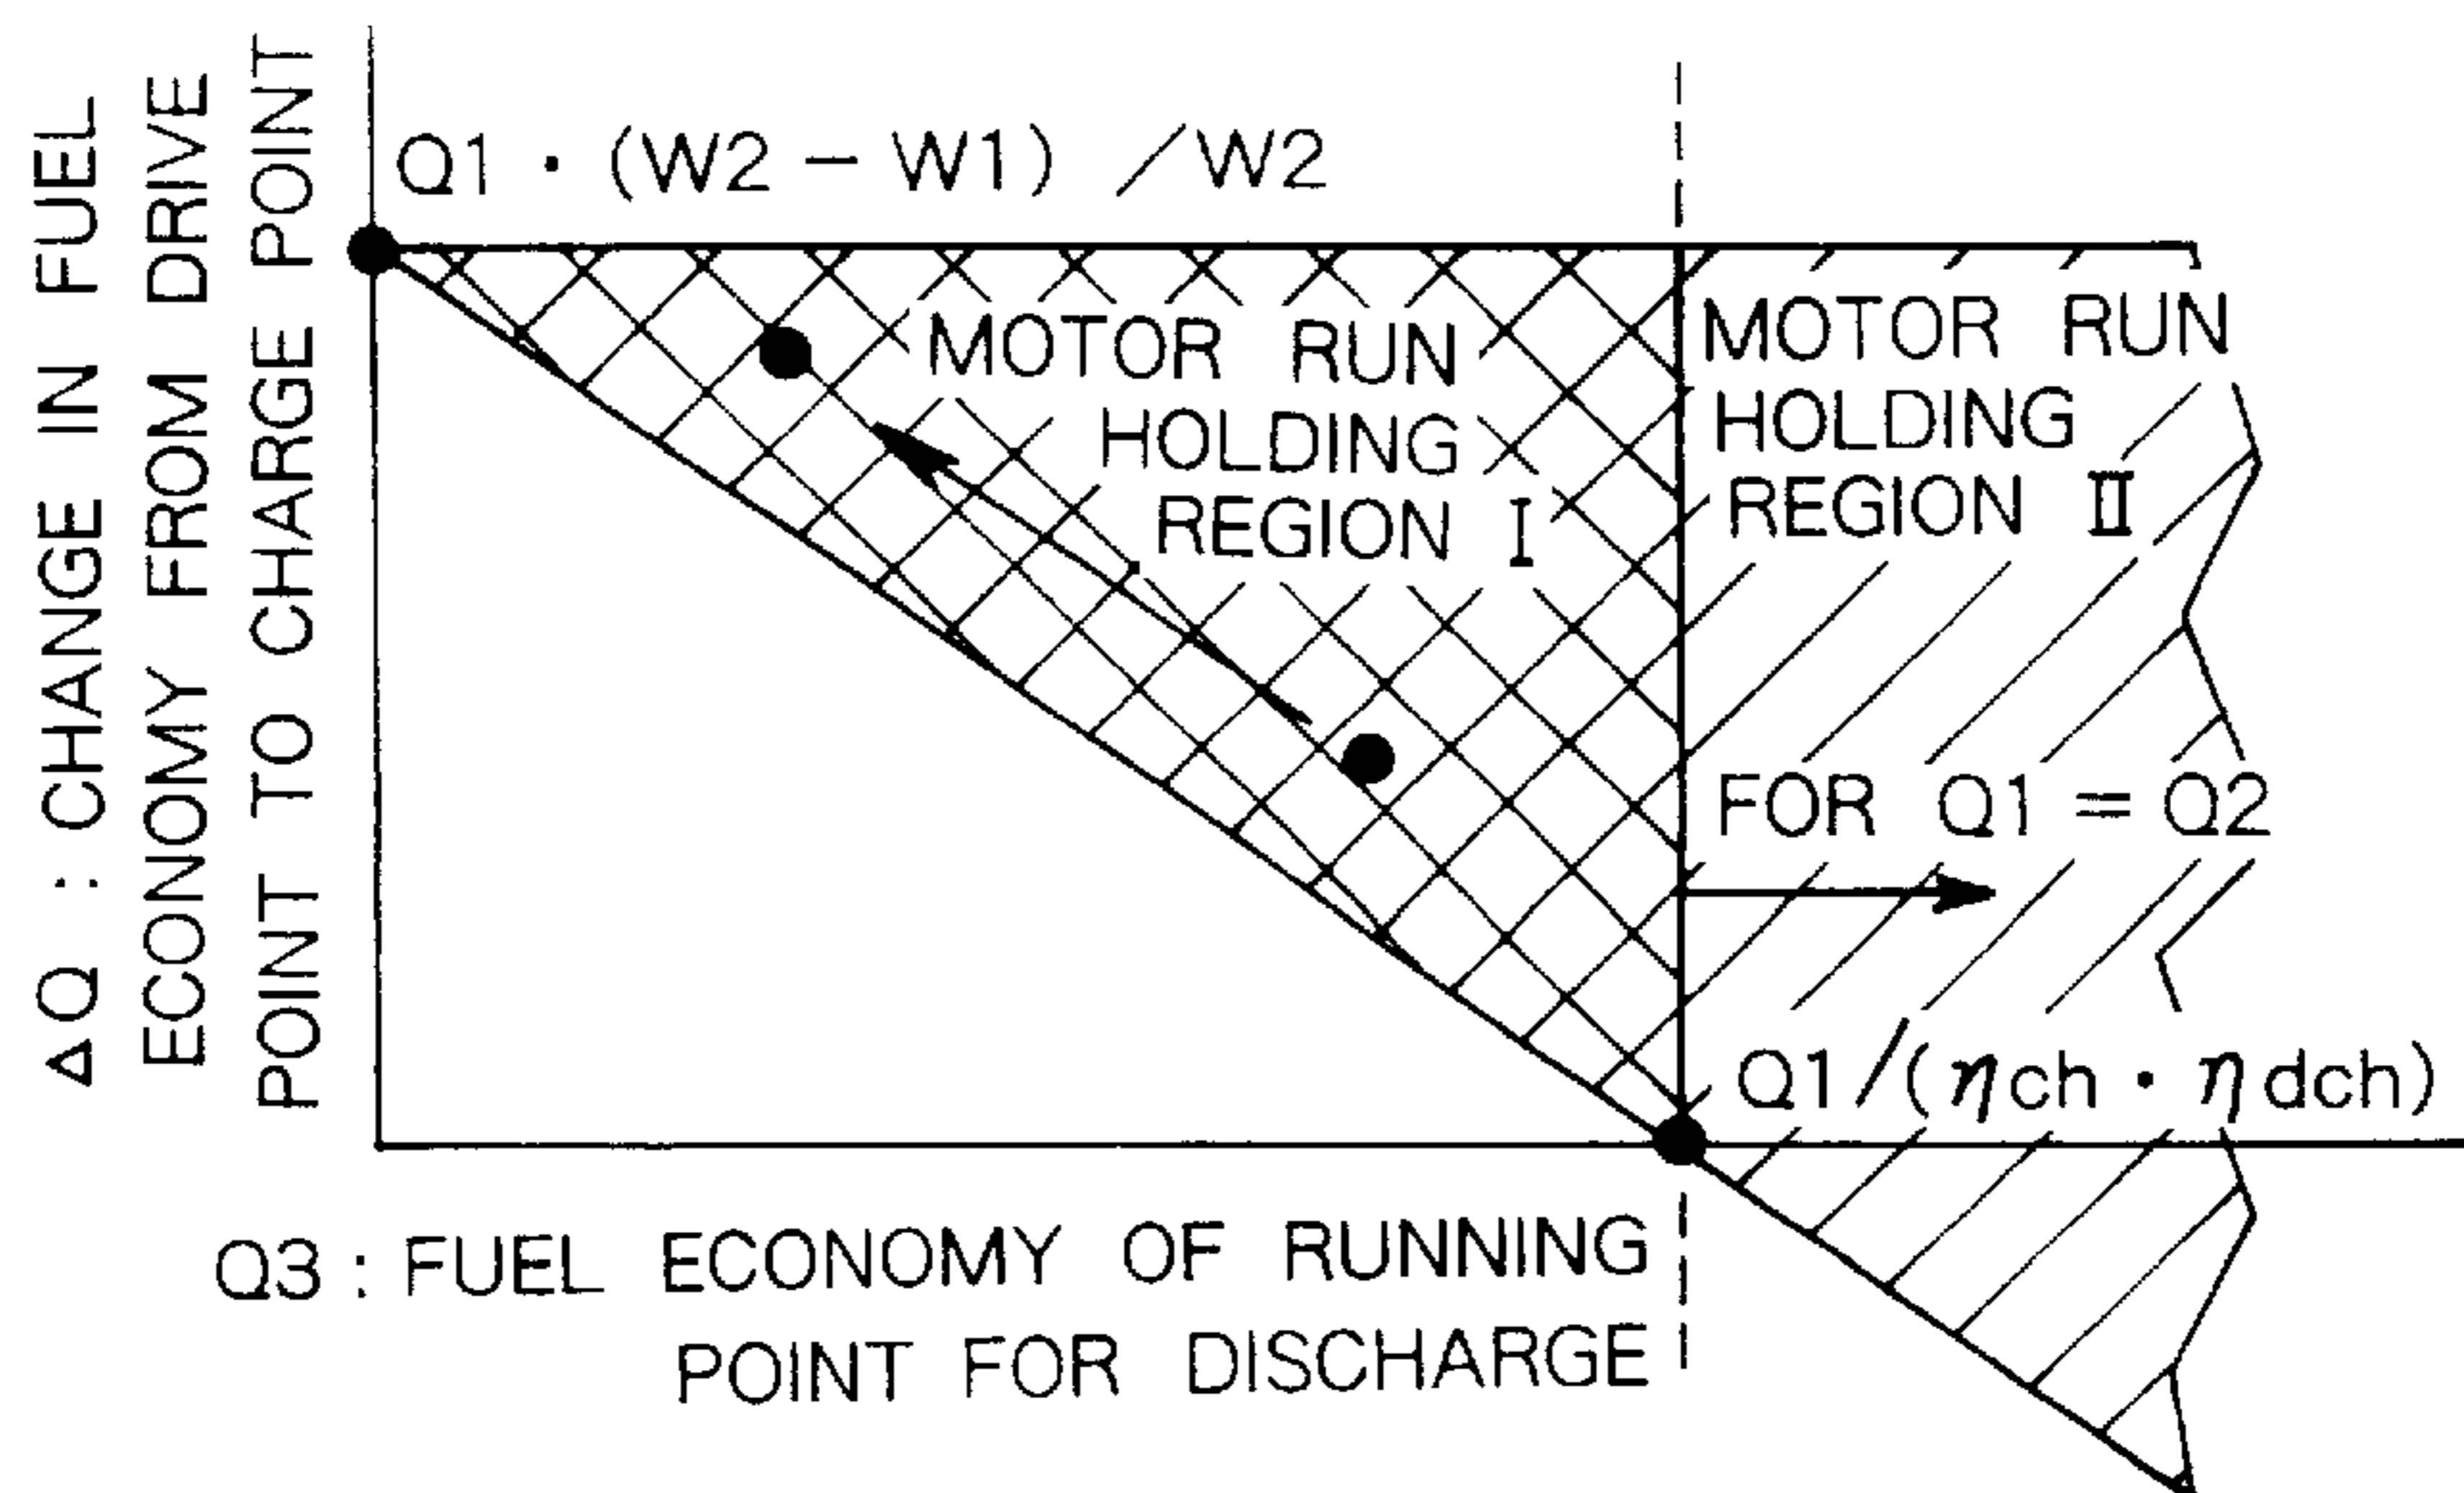 ΔQ : CHANGE IN FUEL
ECONOMY FROM DRIVE
POINT TO CHARGE POINT
Q1 · (W2 − W1) /W2
MOTOR RUN
HOLDING
REGION I
MOTOR RUN
HOLDING
REGION II
FOR Q1 = Q2
Q1/(ηch · ηdch)
Q3 : FUEL ECONOMY OF RUNNING
POINT FOR DISCHARGE